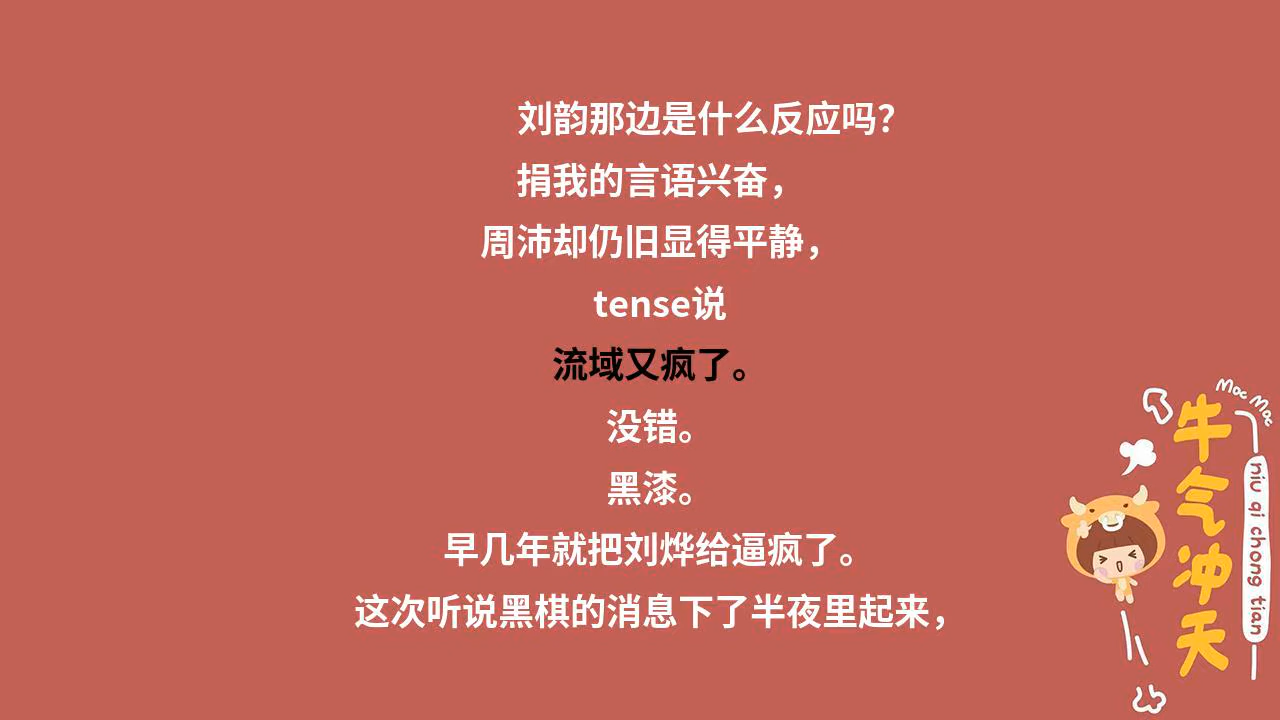 刘韵那边是什么反应吗?
捐我的言语兴奋，
周沛却仍旧显得平静，
tense说
流域又疯了。
没错。
黑漆。
早几年就把刘烨给逼疯了。
这次听说黑棋的消息下了半夜里起来，
Moc Moc
牛气冲天
niu qi chong tian